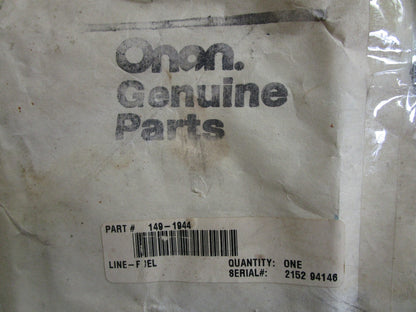 Onan.
Genuine
Parts
PART # 149-1944
LINE-FUEL QUANTITY: ONE
SERIAL#: 2152 94146